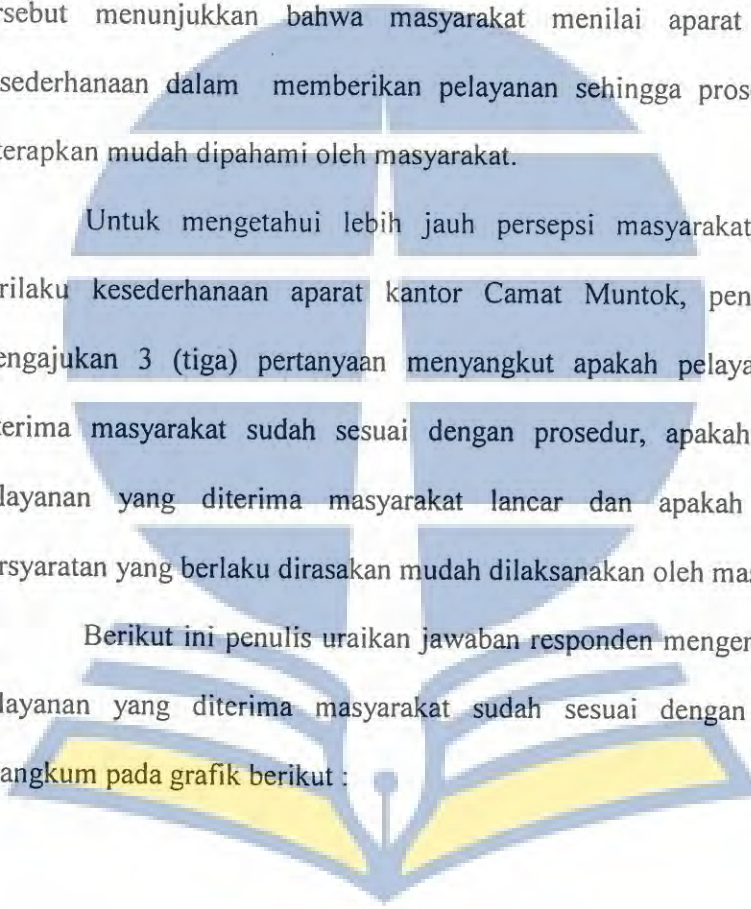 rsebut menunjukkan bahwa masyarakat menilai aparat
sederhanaan dalam memberikan pelayanan sehingga pros
terapkan mudah dipahami oleh masyarakat.
Untuk mengetahui lebih jauh persepsi masyarakat
rilaku kesederhanaan aparat kantor Camat Muntok, pen
engajukan 3 (tiga) pertanyaan menyangkut apakah pelaya
terima masyarakat sudah sesuai dengan prosedur, apakah
layanan yang diterima masyarakat lancar dan apakah
rsyaratan yang berlaku dirasakan mudah dilaksanakan oleh mas
Berikut ini penulis uraikan jawaban responden menger
layanan yang diterima masyarakat sudah sesuai dengan
angkum pada grafik berikut :